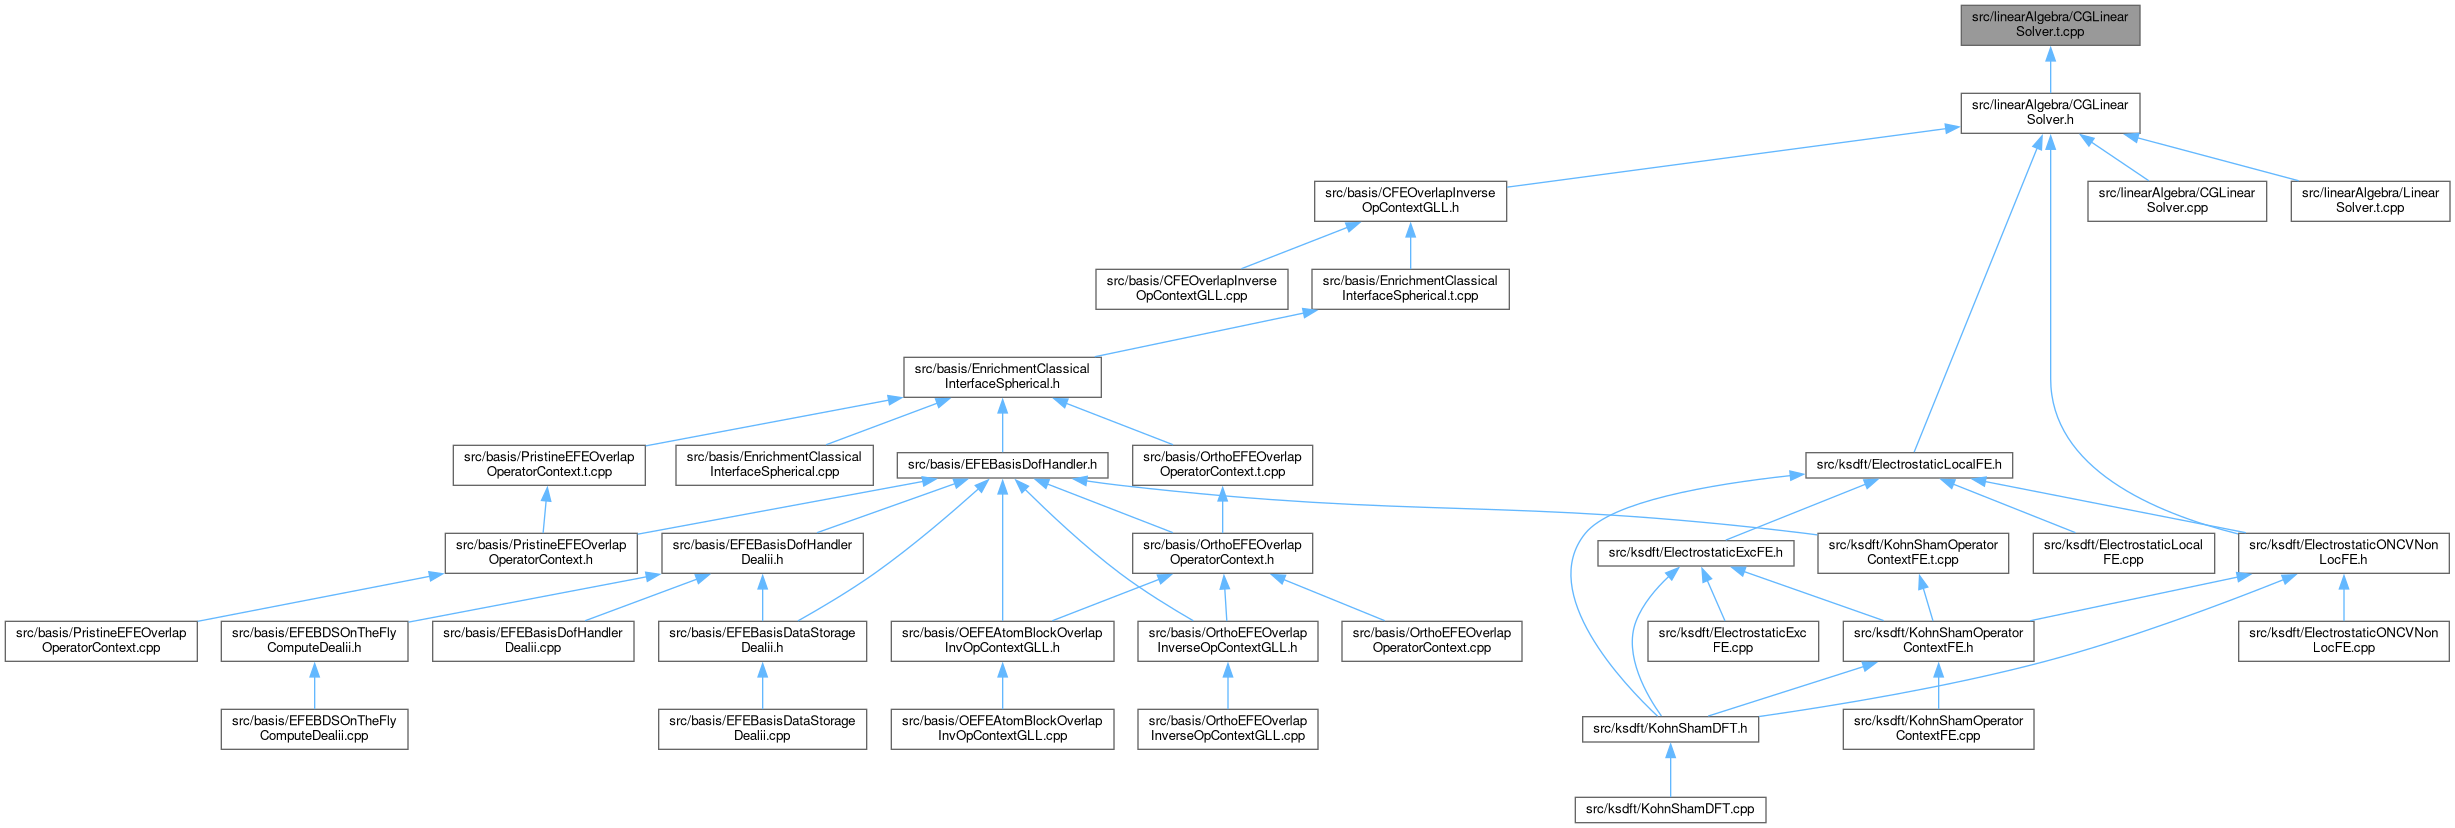 src/linearAlgebra/CGLinear
Solver.t.cpp
src/linearAlgebra/CGLinear
Solver.h
src/basis/CFEOverlapInverse
OpContextGLL.h
src/linearAlgebra/CGLinear
Solver.cpp
src/linearAlgebra/Linear
Solver.t.cpp
src/basis/CFEOverlapInverse
OpContextGLL.cpp
src/basis/EnrichmentClassical
InterfaceSpherical.t.cpp
src/basis/EnrichmentClassical
InterfaceSpherical.h
src/basis/PristineEFEOverlap
OperatorContext.t.cpp
src/basis/EnrichmentClassical
InterfaceSpherical.cpp
src/basis/EFEBasisDofHandler.h
src/basis/OrthoEFEOverlap
OperatorContext.t.cpp
src/ksdft/ElectrostaticLocalFE.h
src/basis/PristineEFEOverlap
OperatorContext.h
src/basis/EFEBasisDofHandler
Dealii.h
src/basis/OrthoEFEOverlap
OperatorContext.h
src/ksdft/ElectrostaticExcFE.h
src/ksdft/KohnShamOperator
ContextFE.t.cpp
src/ksdft/ElectrostaticLocal
FE.cpp
src/ksdft/ElectrostaticONCVNon
LocFE.h
src/basis/PristineEFEOverlap
OperatorContext.cpp
src/basis/EFEBDSOnTheFly
ComputeDealii.h
src/basis/EFEBasisDofHandler
Dealii.cpp
src/basis/EFEBasisDataStorage
Dealii.h
src/basis/OEFEAtomBlockOverlap
InvOpContextGLL.h
src/basis/OrthoEFEOverlap
InverseOpContextGLL.h
src/basis/OrthoEFEOverlap
OperatorContext.cpp
src/ksdft/ElectrostaticExc
FE.cpp
src/ksdft/KohnShamOperator
ContextFE.h
src/ksdft/ElectrostaticONCVNon
LocFE.cpp
src/basis/EFEBDSOnTheFly
ComputeDealii.cpp
src/basis/EFEBasisDataStorage
Dealii.cpp
src/basis/OEFEAtomBlockOverlap
InvOpContextGLL.cpp
src/basis/OrthoEFEOverlap
InverseOpContextGLL.cpp
src/ksdft/KohnShamDFT.h
src/ksdft/KohnShamOperator
ContextFE.cpp
src/ksdft/KohnShamDFT.cpp